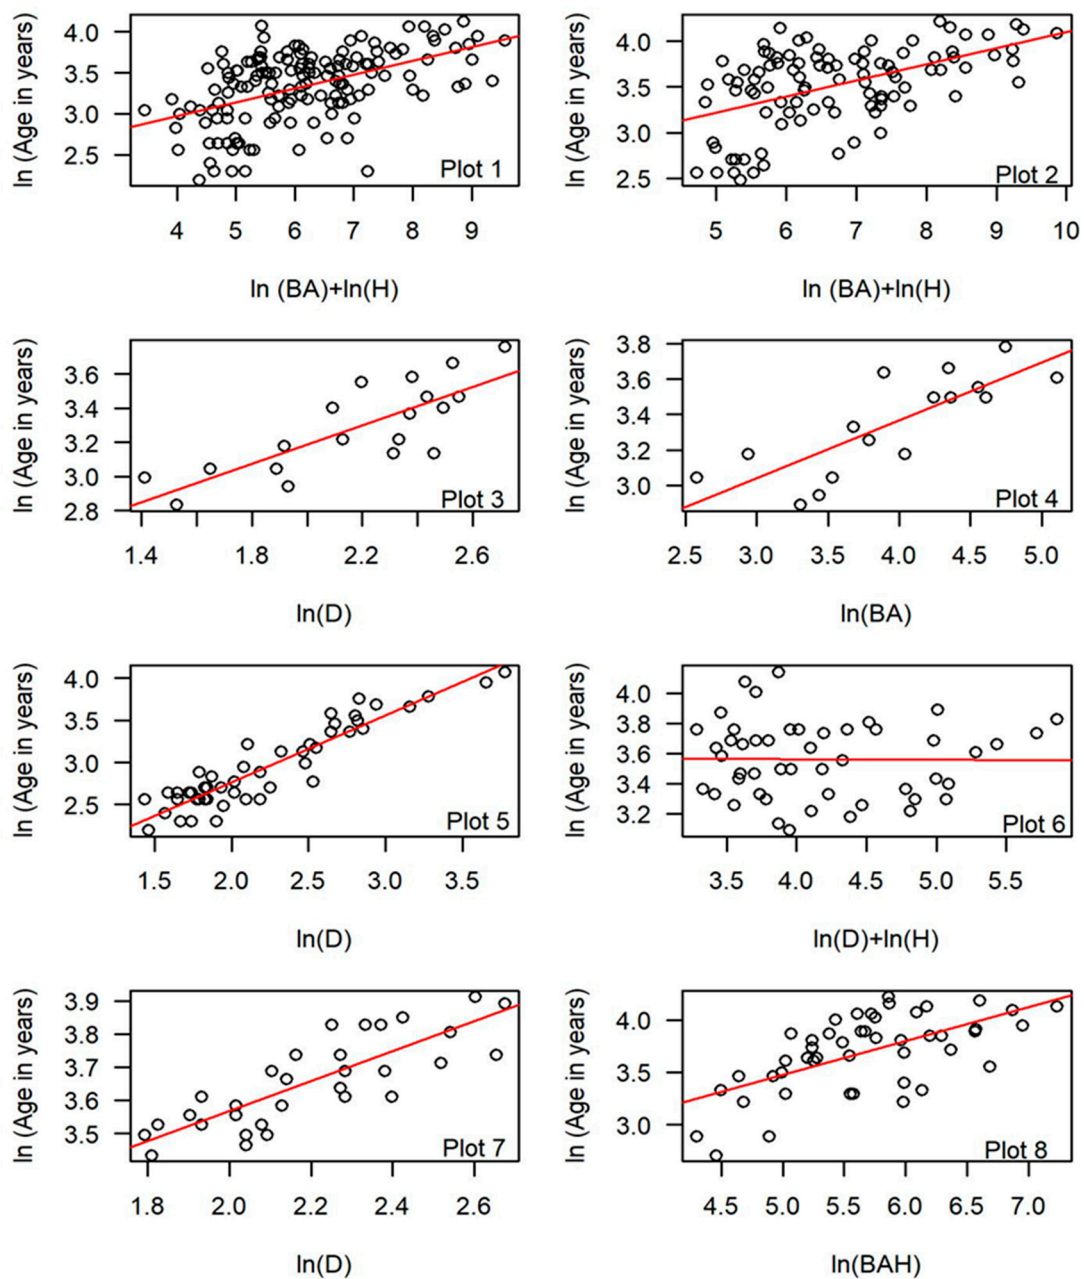 ln (Age in years)
4.0
3.5
3.0
2.5
Plot 1
4 5 6 7 8 9
ln (BA)+ln(H)
ln (Age in years)
4.0
3.5
3.0
2.5
Plot 2
5 6 7 8 9 10
ln (BA)+ln(H)
ln (Age in years)
3.6
3.4
3.2
3.0
2.8
Plot 3
1.4 1.8 2.2 2.6
ln(D)
ln (Age in years)
3.8
3.6
3.4
3.2
3.0
Plot 4
2.5 3.0 3.5 4.0 4.5 5.0
ln(BA)
ln (Age in years)
4.0
3.5
3.0
2.5
Plot 5
1.5 2.0 2.5 3.0 3.5
ln(D)
ln (Age in years)
4.0
3.8
3.6
3.4
3.2
Plot 6
3.5 4.0 4.5 5.0 5.5
ln(D)+ln(H)
ln (Age in years)
3.9
3.8
3.7
3.6
3.5
Plot 7
1.8 2.0 2.2 2.4 2.6
ln(D)
ln (Age in years)
4.0
3.5
3.0
Plot 8
4.5 5.0 5.5 6.0 6.5 7.0
ln(BAH)